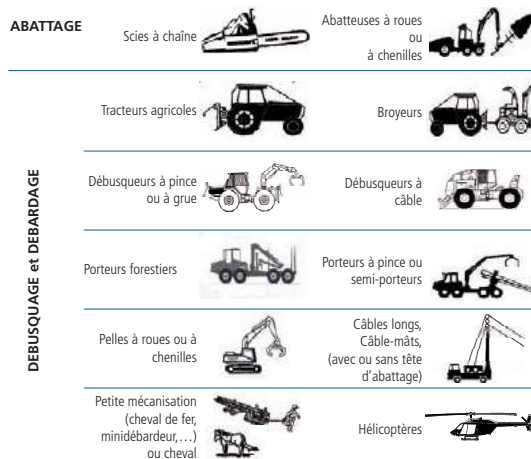 ABATTAGE
Scies à chaîne
Abatteuses à roues
ou
à chenilles
DEBUSQUAGE et DEBARDAGE
Tracteurs agricoles
Broyeurs
Débusqueurs à pince
ou à grue
Débusqueurs à
câble
Porteurs forestiers
Porteurs à pince ou
semi-porteurs
Pelles à roues ou à
chenilles
Câbles longs,
Câble-mâts,
(avec ou sans tête
d'abattage)
Petite mécanisation
(cheval de fer,
minidébardeur,...)
ou cheval
Hélicoptères